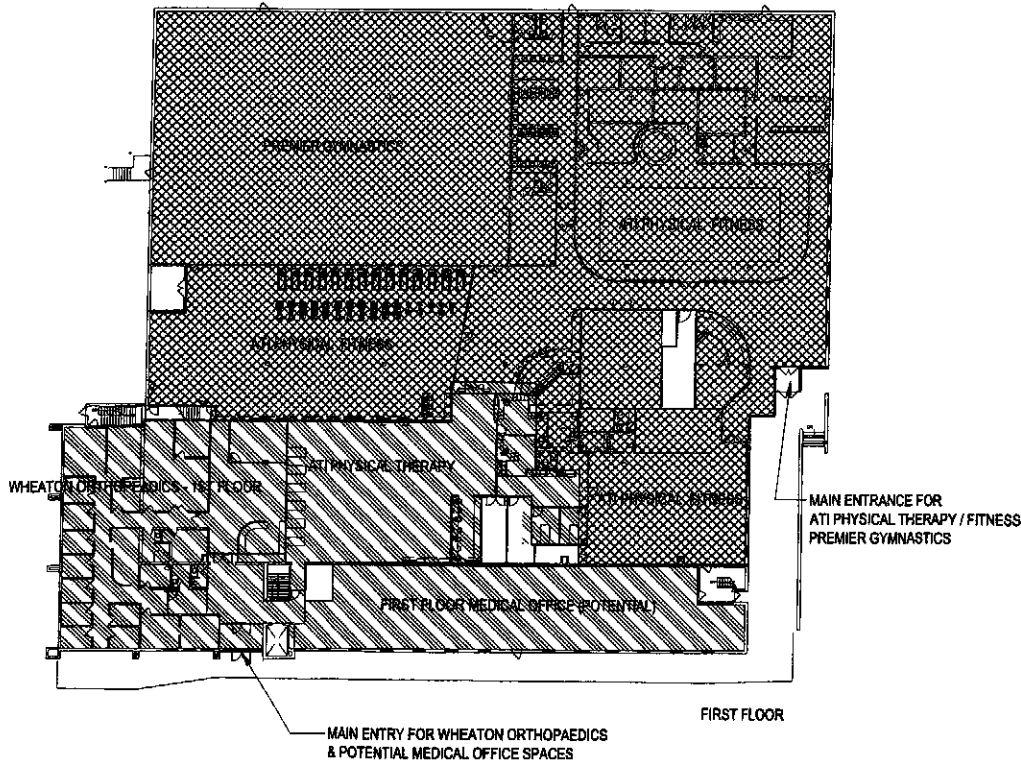 PREMIER GYMNASTICS
ATI PHYSICAL FITNESS
ATI PHYSICAL FITNESS
ATI PHYSICAL THERAPY
WHEATON ORTHOPEADICS - 1ST FLOOR
ATI PHYSICAL FITNESS
MAIN ENTRANCE FOR
ATI PHYSICAL THERAPY / FITNESS
PREMIER GYMNASTICS
FIRST FLOOR MEDICAL OFFICE (POTENTIAL)
FIRST FLOOR
MAIN ENTRY FOR WHEATON ORTHOPAEDICS
& POTENTIAL MEDICAL OFFICE SPACES